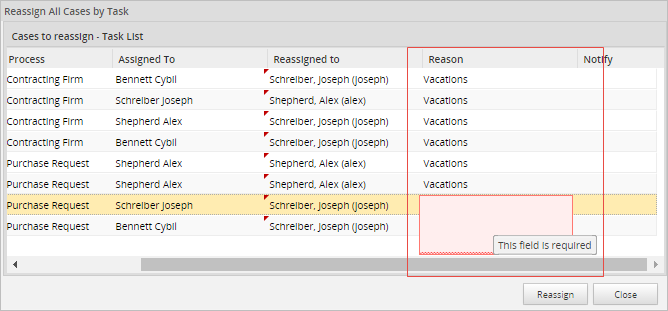 Reassign All Cases by Task
Cases to reassign - Task List
Process Assigned To Reassigned to Reason Notify
Contracting Firm Bennett Cybil Schreiber, Joseph (joseph) Vacations
Contracting Firm Schreiber Joseph Shepherd, Alex (alex) Vacations
Contracting Firm Shepherd Alex Schreiber, Joseph (joseph) Vacations
Contracting Firm Bennett Cybil Schreiber, Joseph (joseph) Vacations
Purchase Request Shepherd Alex Shepherd, Alex (alex) Vacations
Purchase Request Shepherd Alex Shepherd, Alex (alex) Vacations
Purchase Request Schreiber Joseph Schreiber, Joseph (joseph)
Purchase Request Bennett Cybil Schreiber, Joseph (joseph)
This field is required
Reassign Close